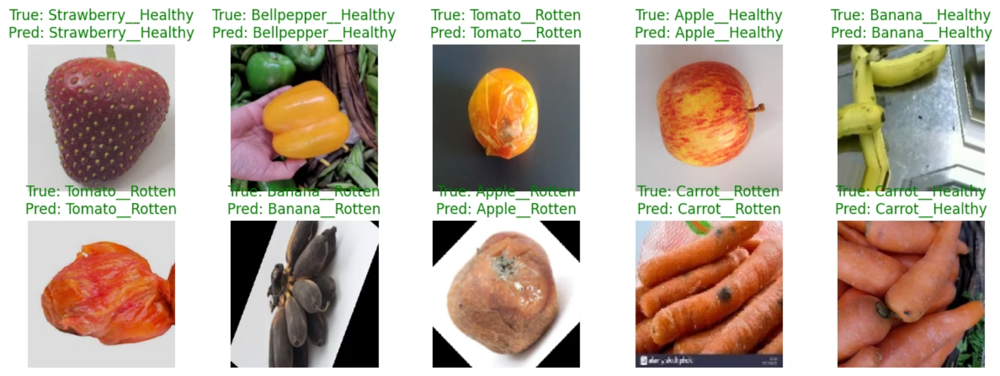 True: Strawberry__Healthy
Pred: Strawberry__Healthy
True: Bellpepper__Healthy
Pred: Bellpepper__Healthy
True: Tomato__Rotten
Pred: Tomato__Rotten
True: Apple__Healthy
Pred: Apple__Healthy
True: Banana__Healthy
Pred: Banana__Healthy
True: Tomato__Rotten
Pred: Tomato__Rotten
True: Banana__Rotten
Pred: Banana__Rotten
True: Apple__Rotten
Pred: Apple__Rotten
True: Carrot__Rotten
Pred: Carrot__Rotten
True: Carrot__Healthy
Pred: Carrot__Healthy